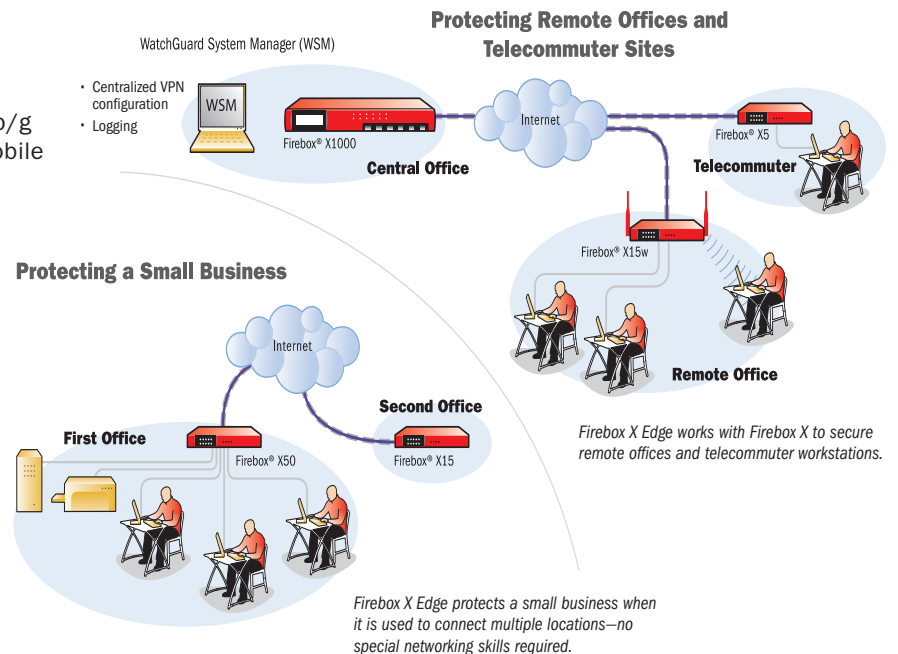 Protecting Remote Offices and
Telecommuter Sites
WatchGuard System Manager (WSM)
· Centralized VPN
configuration
· Logging
WSM
Firebox® X1000
Central Office
Internet
Firebox® X5
Telecommuter
Firebox® X15w
Remote Office
Firebox X Edge works with Firebox X to secure
remote offices and telecommuter workstations.
b/g
Protecting a Small Business
Internet
First Office
Firebox® X50
Second Office
Firebox® X15
Firebox X Edge protects a small business when
it is used to connect multiple locations—no
special networking skills required.